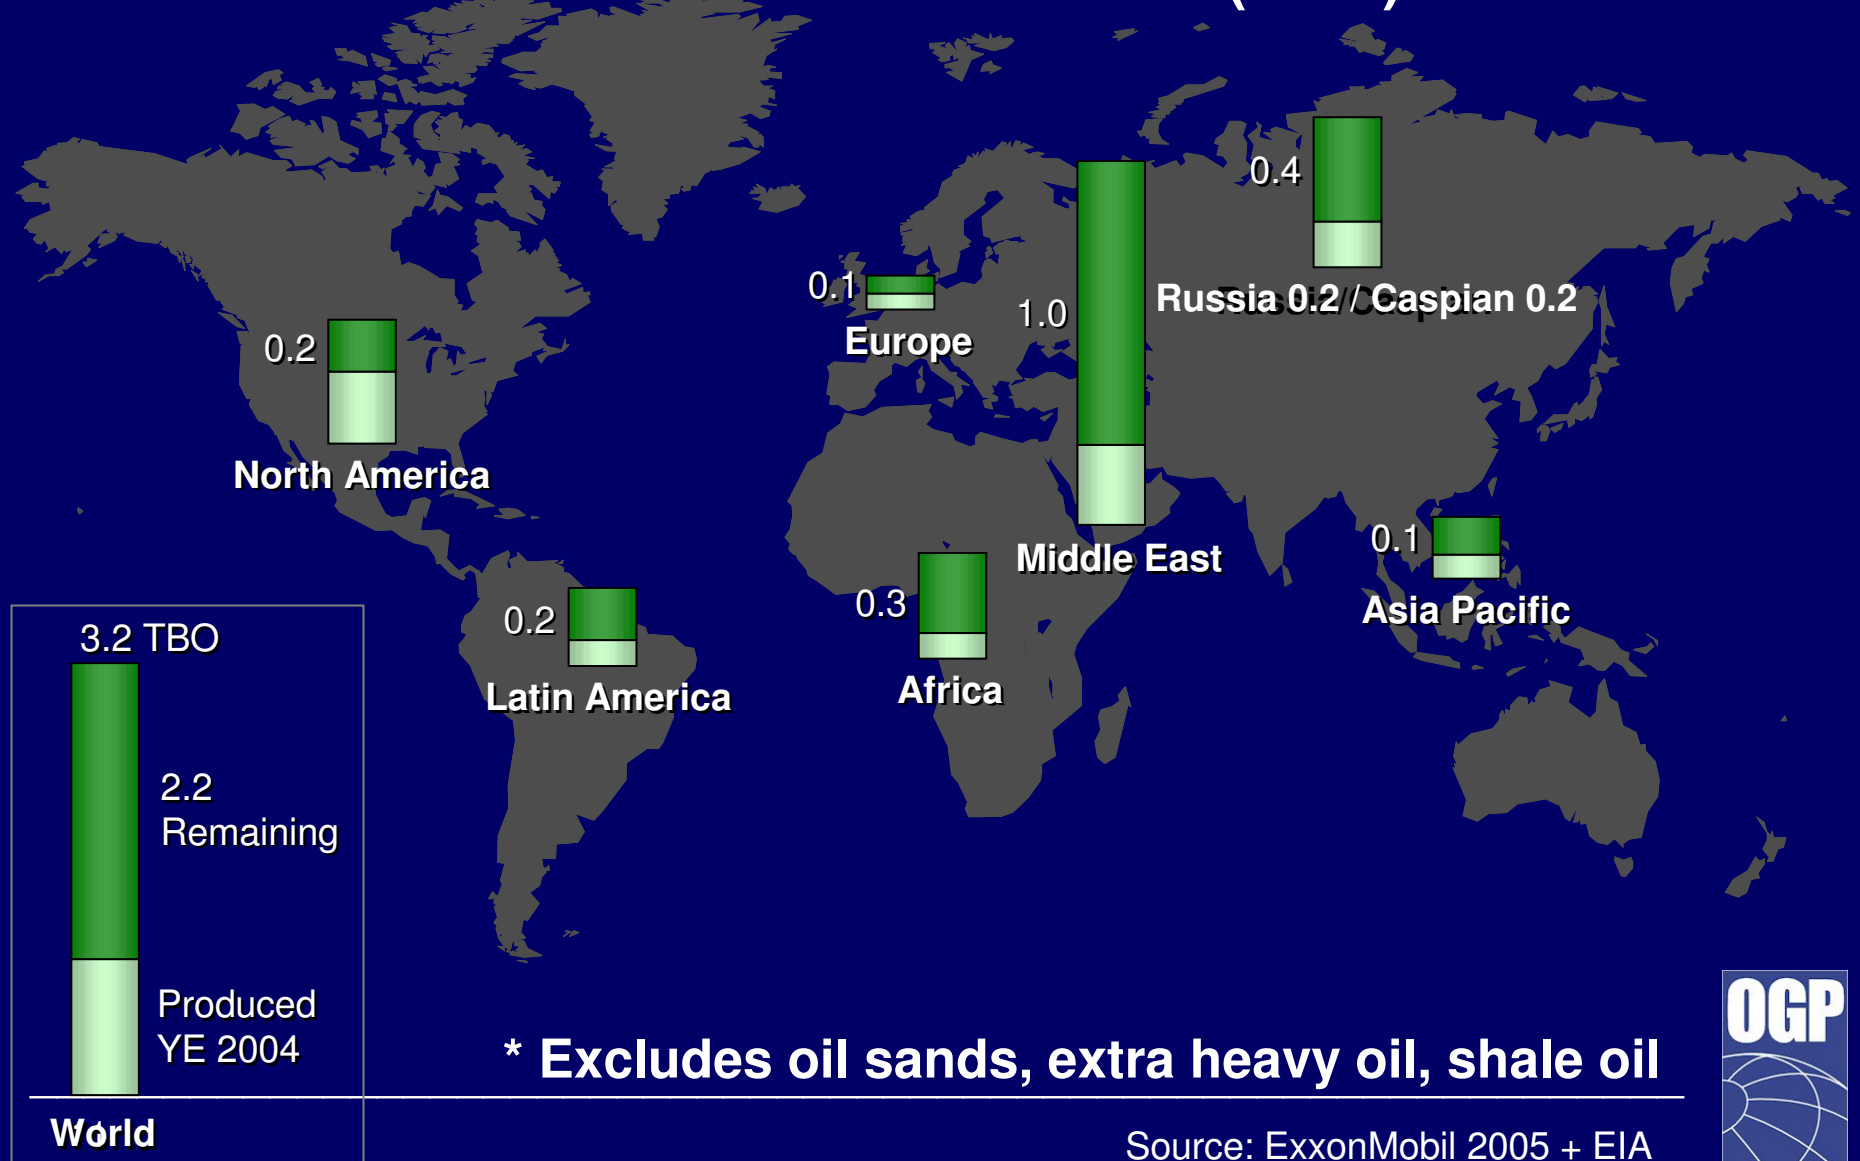 0.4
0.1
1.0
Russia 0.2 / Caspian 0.2
Europe
0.2
North America
0.1
Middle East
0.3
Asia Pacific
0.2
Africa
Latin America
3.2 TBO
2.2
Remaining
Produced
YE 2004
* Excludes oil sands, extra heavy oil, shale oil
World
Source: ExxonMobil 2005 + EIA
OGP